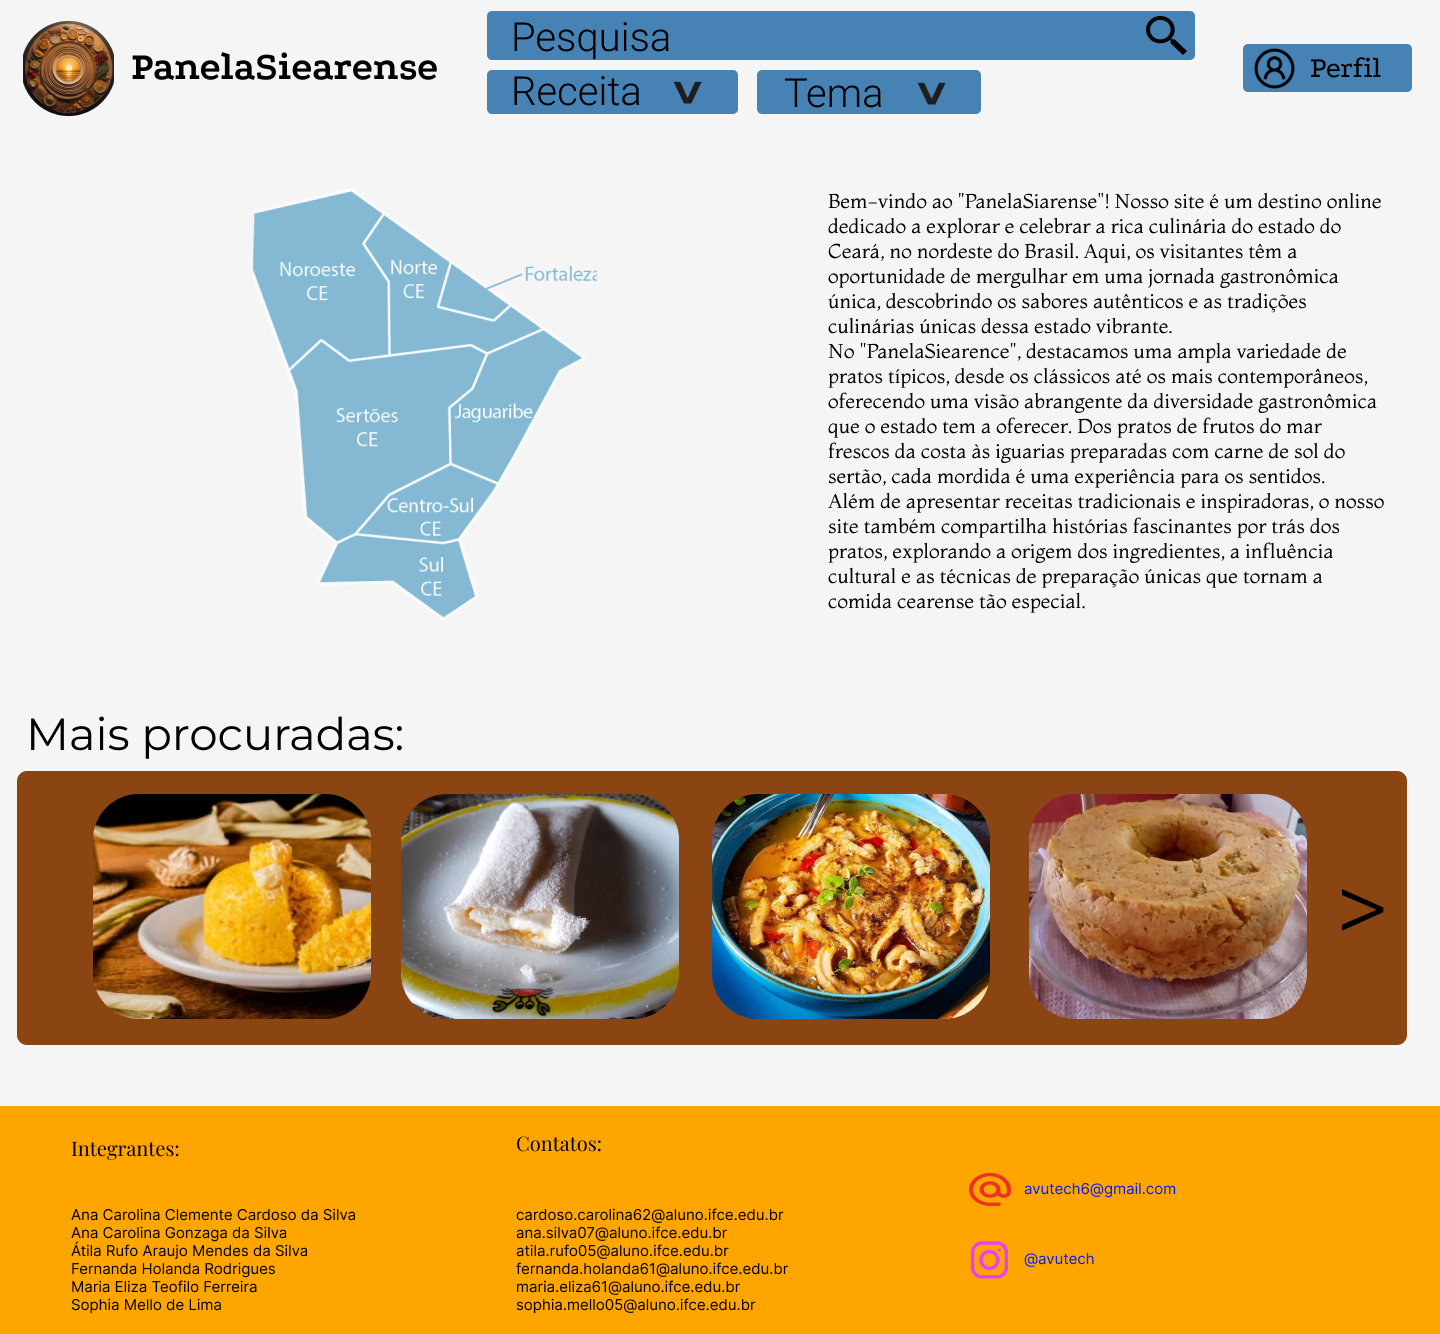 PanelaSiearense
Pesquisa
Receita V
Tema V
Perfil
Noroeste
CE
Norte
CE
Fortaleza
Sertões
CE
Jaguaribe
Centro-Sul
CE
Sul
CE
Bem-vindo ao "PanelaSiarense"! Nosso site é um destino online
dedicado a explorar e celebrar a rica culinária do estado do
Ceará, no nordeste do Brasil. Aqui, os visitantes têm a
oportunidade de mergulhar em uma jornada gastronômica
única, descobrindo os sabores autênticos e as tradições
culinárias únicas dessa estado vibrante.
No "PanelaSiearence", destacamos uma ampla variedade de
pratos típicos, desde os clássicos até os mais contemporâneos,
oferecendo uma visão abrangente da diversidade gastronômica
que o estado tem a oferecer. Dos pratos de frutos do mar
frescos da costa às iguarias preparadas com carne de sol do
sertão, cada mordida é uma experiência para os sentidos.
Além de apresentar receitas tradicionais e inspiradoras, o nosso
site também compartilha histórias fascinantes por trás dos
pratos, explorando a origem dos ingredientes, a influência
cultural e as técnicas de preparação únicas que tornam a
comida cearense tão especial.
Mais procuradas:
>
Integrantes:
Ana Carolina Clemente Cardoso da Silva
Ana Carolina Gonzaga da Silva
Átila Rufo Araujo Mendes da Silva
Fernanda Holanda Rodrigues
Maria Eliza Teofilo Ferreira
Sophia Mello de Lima
Contatos:
cardoso.carolina62@aluno.ifce.edu.br
ana.silva07@aluno.ifce.edu.br
atila.rufo05@aluno.ifce.edu.br
fernanda.holanda61@aluno.ifce.edu.br
maria.eliza61@aluno.ifce.edu.br
sophia.mello05@aluno.ifce.edu.br
avutech6@gmail.com
@avutech